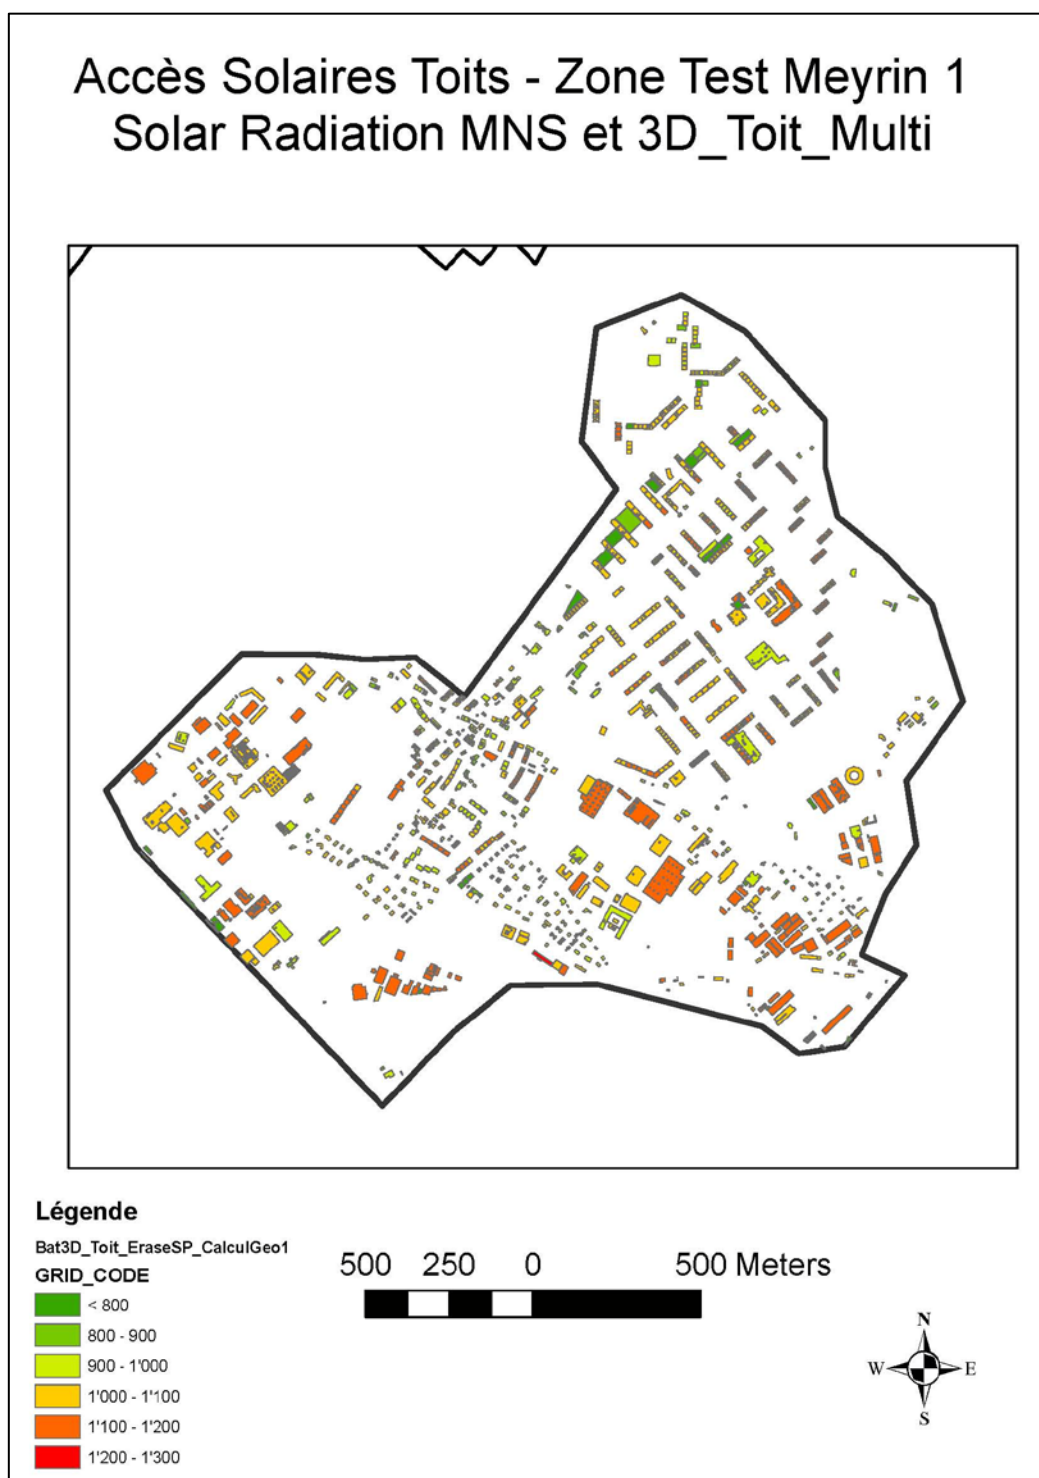 Accès Solaires Toits - Zone Test Meyrin 1
Solar Radiation MNS et 3D_Toit_Multi
Légende
Bat3D_Toit_EraseSP_CalculGeo1
GRID_CODE
< 800
800 - 900
900 - 1'000
1'000 - 1'100
1'100 - 1'200
1'200 - 1'300
500 250 0 500 Meters
N
W E
S